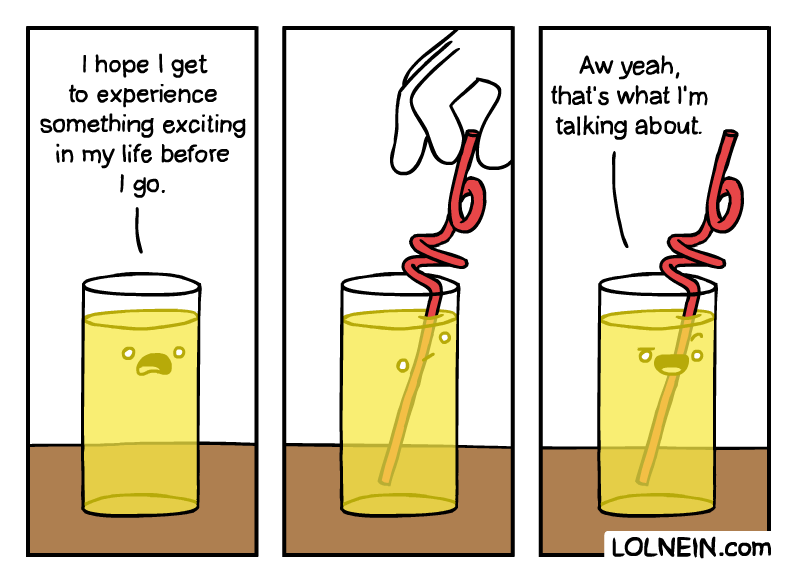 I hope I get
to experience
something exciting
in my life before
I go.
Aw yeah,
that's what I'm
talking about.
LOLNEIN.com